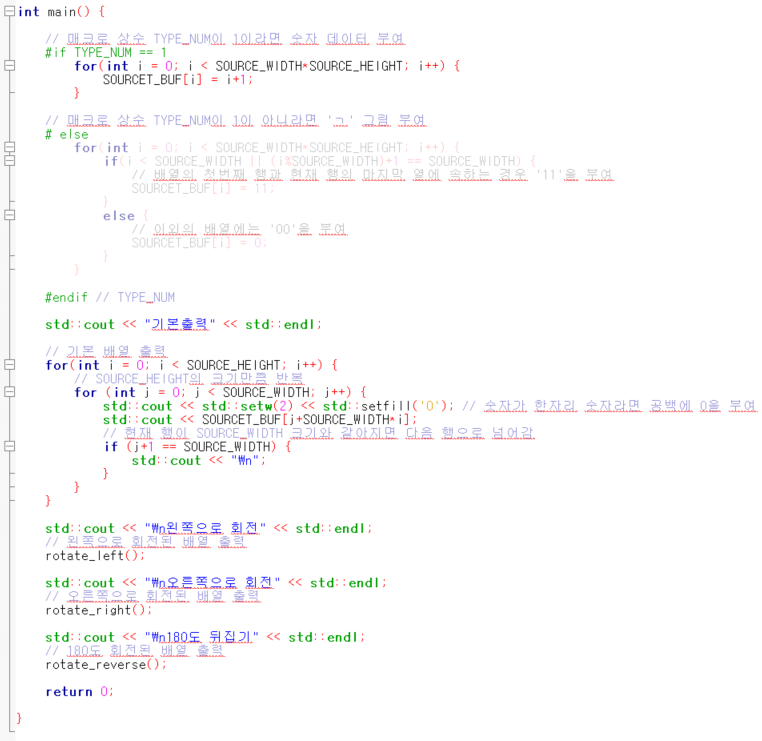 int main() {
// 매크로 상수 TYPE_NUM이 1이라면 숫자 데이터 부여
#if TYPE_NUM == 1
for(int i = 0; i < SOURCE_WIDTH*SOURCE_HEIGHT; i++) {
SOURCET_BUF[i] = i+1;
}
// 매크로 상수 TYPE_NUM이 1이 아니라면 'ㄱ' 그림 부여
# else
for(int i = 0; i < SOURCE_WIDTH*SOURCE_HEIGHT; i++) {
if(i < SOURCE_WIDTH || (i%SOURCE_WIDTH)+1 == SOURCE_WIDTH) {
// 배열의 첫번째 행과 현재 행의 마지막 열에 속하는 경우 '11'을 부여
SOURCET_BUF[i] = 11;
}
else {
// 이외의 배열에는 '00'을 부여
SOURCET_BUF[i] = 0;
}
}
#endif // TYPE_NUM
std::cout << "기본출력" << std::endl;
// 기본 배열 출력
for(int i = 0; i < SOURCE_HEIGHT; i++) {
// SOURCE_HEIGHT의 크기만큼 반복
for (int j = 0; j < SOURCE_WIDTH; j++) {
std::cout << std::setw(2) << std::setfill('0'); // 숫자가 한자리 숫자라면 공백에 0을 부여
std::cout << SOURCET_BUF[j+SOURCE_WIDTH*i];
// 현재 행이 SOURCE_WIDTH 크기와 같아지면 다음 행으로 넘어감
if (j+1 == SOURCE_WIDTH) {
std::cout << "₩n";
}
}
}
std::cout << "₩n왼쪽으로 회전" << std::endl;
// 왼쪽으로 회전된 배열 출력
rotate_left();
std::cout << "₩n오른쪽으로 회전" << std::endl;
// 오른쪽으로 회전된 배열 출력
rotate_right();
std::cout << "₩n180도 뒤집기" << std::endl;
// 180도 회전된 배열 출력
rotate_reverse();
return 0;
}